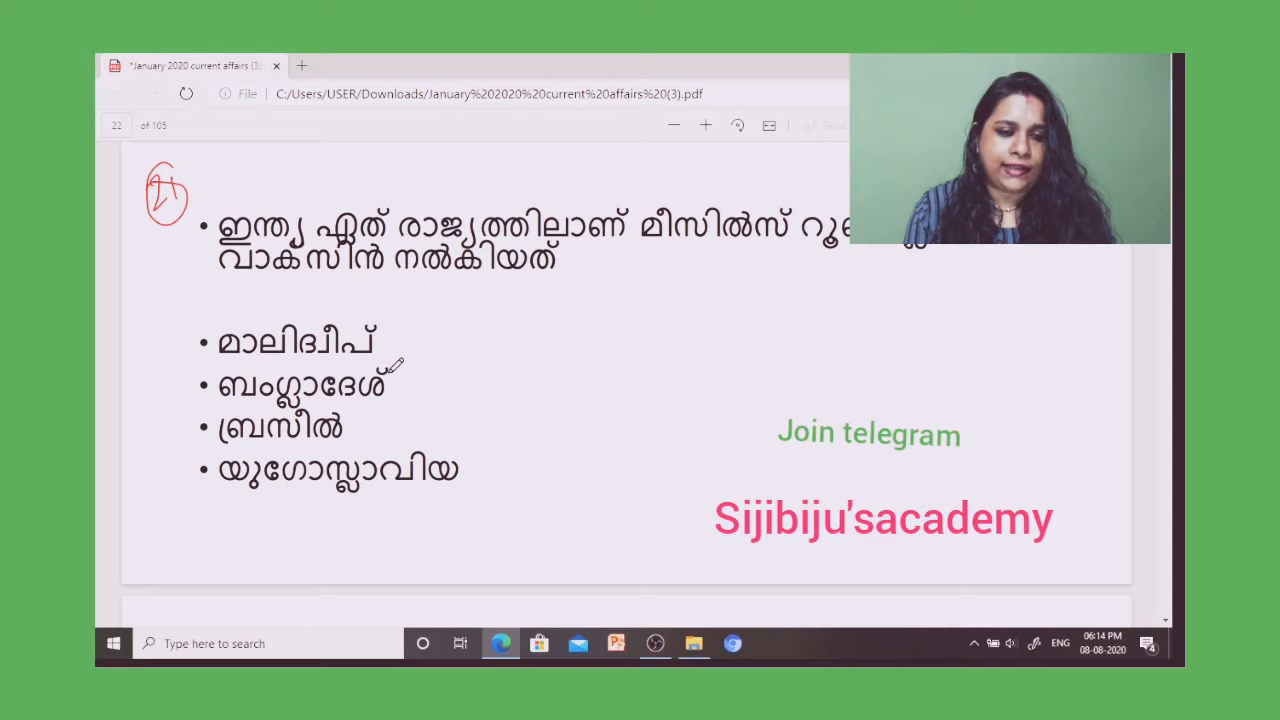 *January 2020 current affairs (3)
File C:/Users/USER/Downloads/January%202020%20current%20affairs%20(3).pdf
22 of 105
21
• ഇന്ത്യ ഏത് രാജ്യത്തിലാണ് മീസിൽസ്
വാക്സിൻ നൽകിയത്
• മാലിദ്വീപ്
• ബംഗ്ലാദേശ്
• ബ്രസീൽ
• യുഗോസ്ലാവിയ
Join telegram
Sijibiju'sacademy
Type here to search
ENG
06:14 PM
08-08-2020
4